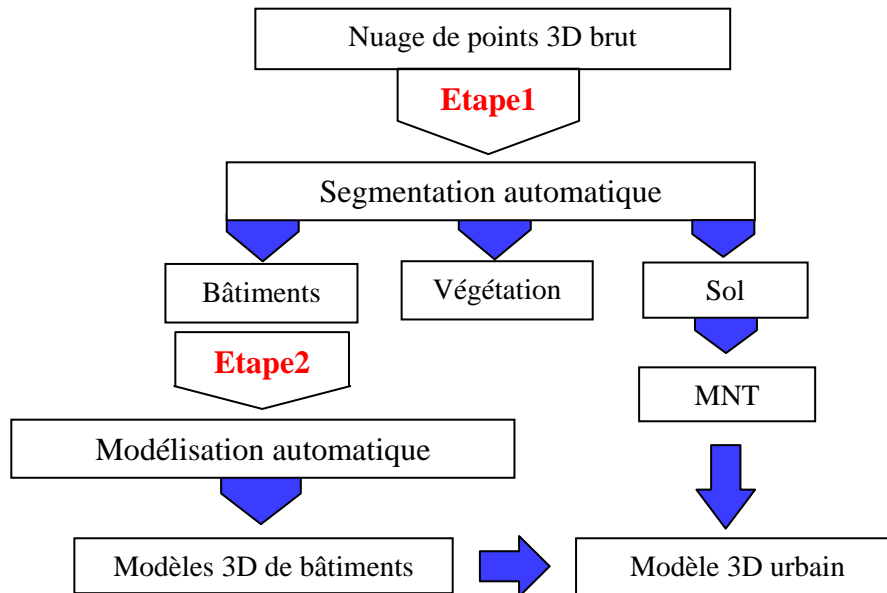 Nuage de points 3D brut
Etape1
Segmentation automatique
Bâtiments
Végétation
Sol
Etape2
MNT
Modélisation automatique
Modèles 3D de bâtiments
Modèle 3D urbain